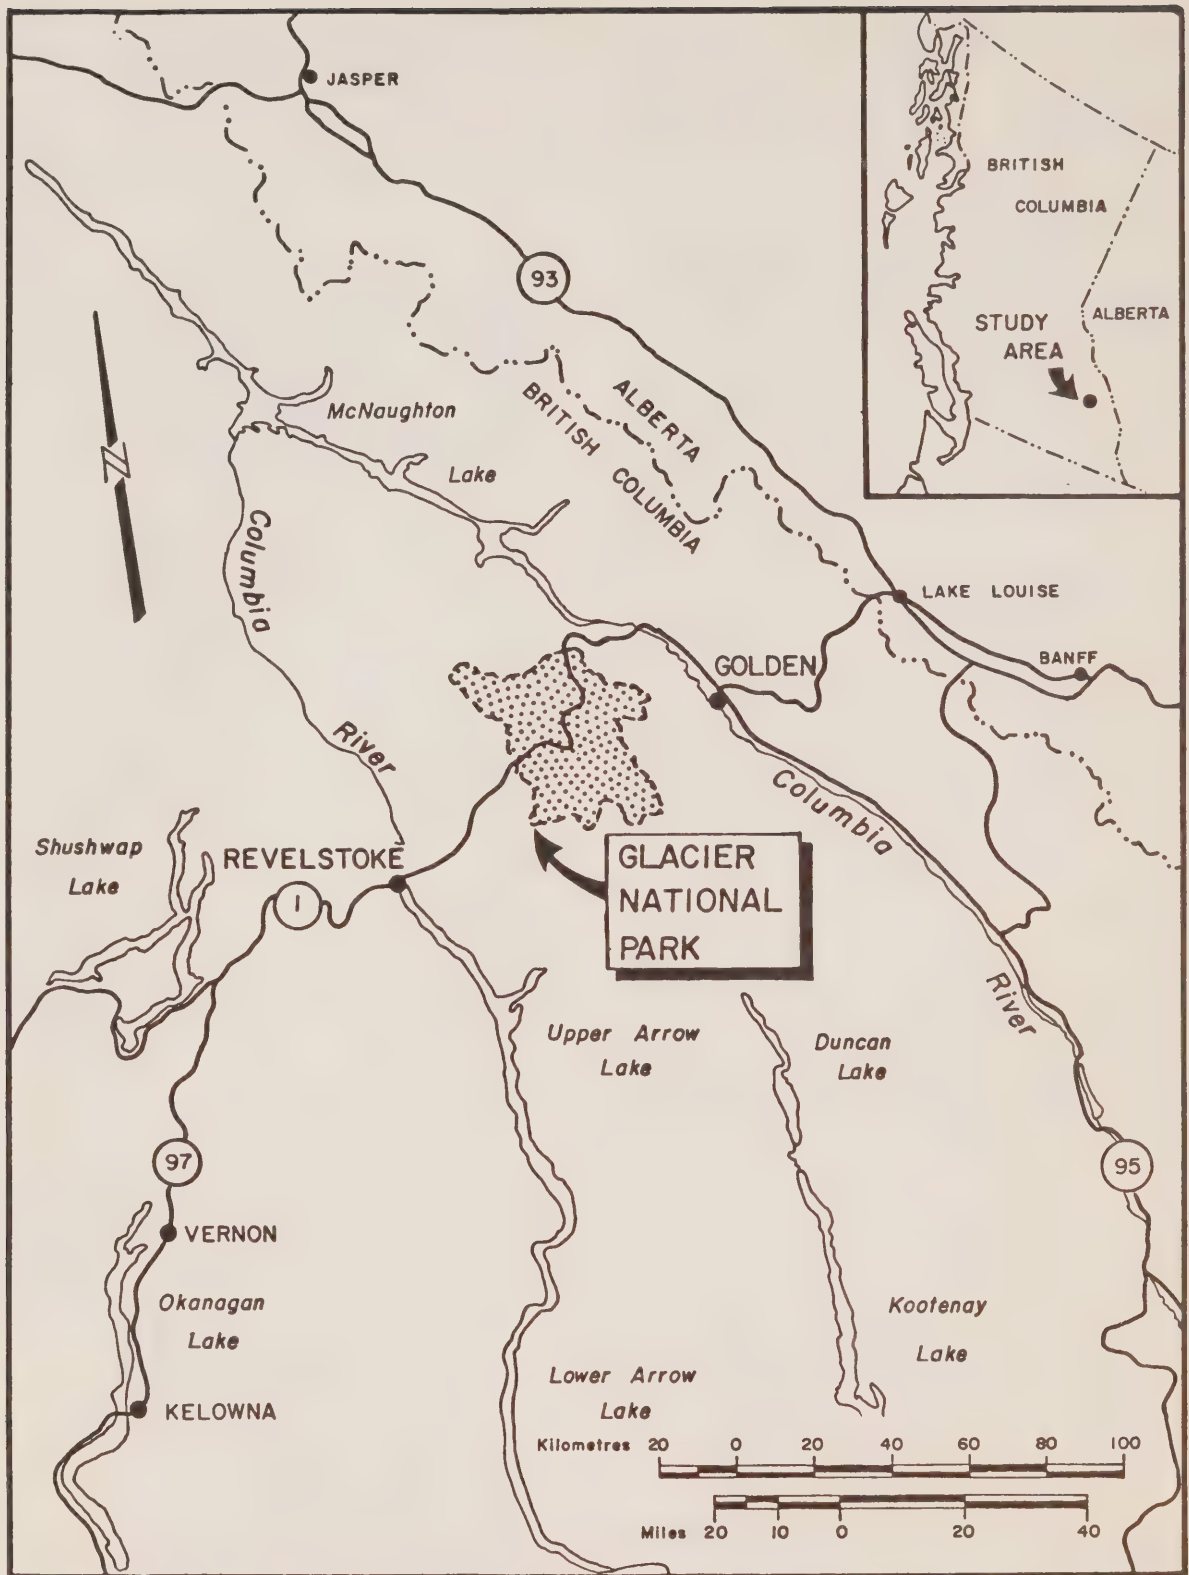 JASPER
BRITISH
COLUMBIA
ALBERTA
STUDY
AREA
93
N
McNaughton
Lake
ALBERTA
BRITISH COLUMBIA
Columbia
River
LAKE LOUISE
BANFF
GOLDEN
Columbia
River
Shushwap
Lake
REVELSTOKE
1
GLACIER
NATIONAL
PARK
Upper Arrow
Lake
Duncan
Lake
97
95
VERNON
Okanagan
Lake
Kootenay
Lake
Lower Arrow
Lake
KELOWNA
Kilometres 20 0 20 40 60 80 100
Miles 20 10 0 20 40